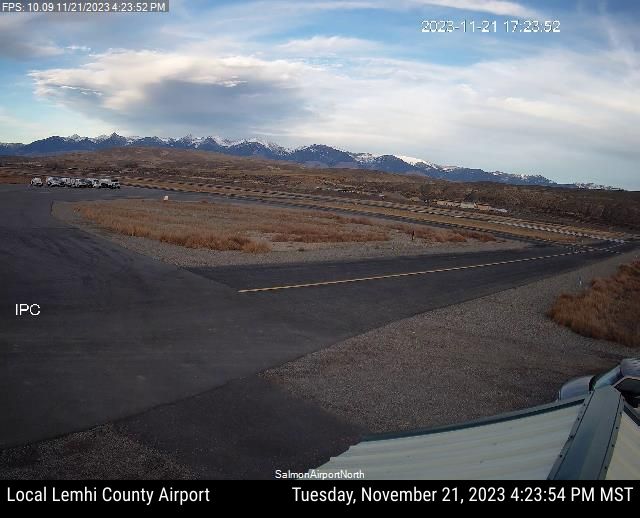 FPS: 10.09 11/21/2023 4:23:52 PM
2023-11-21 17:23:52
IPC
SalmonAirportNorth
Local Lemhi County Airport
Tuesday, November 21, 2023 4:23:54 PM MST